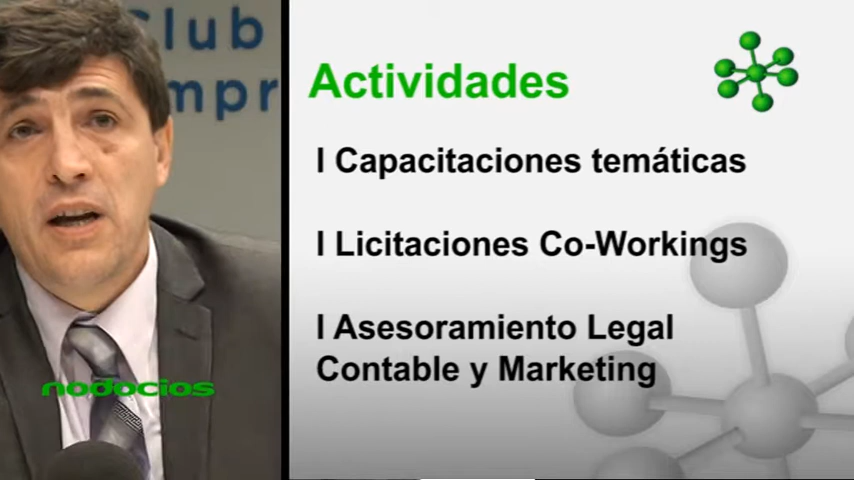 Club
mpr
nodocios
Actividades
| Capacitaciones temáticas
| Licitaciones Co-Workings
| Asesoramiento Legal
Contable y Marketing